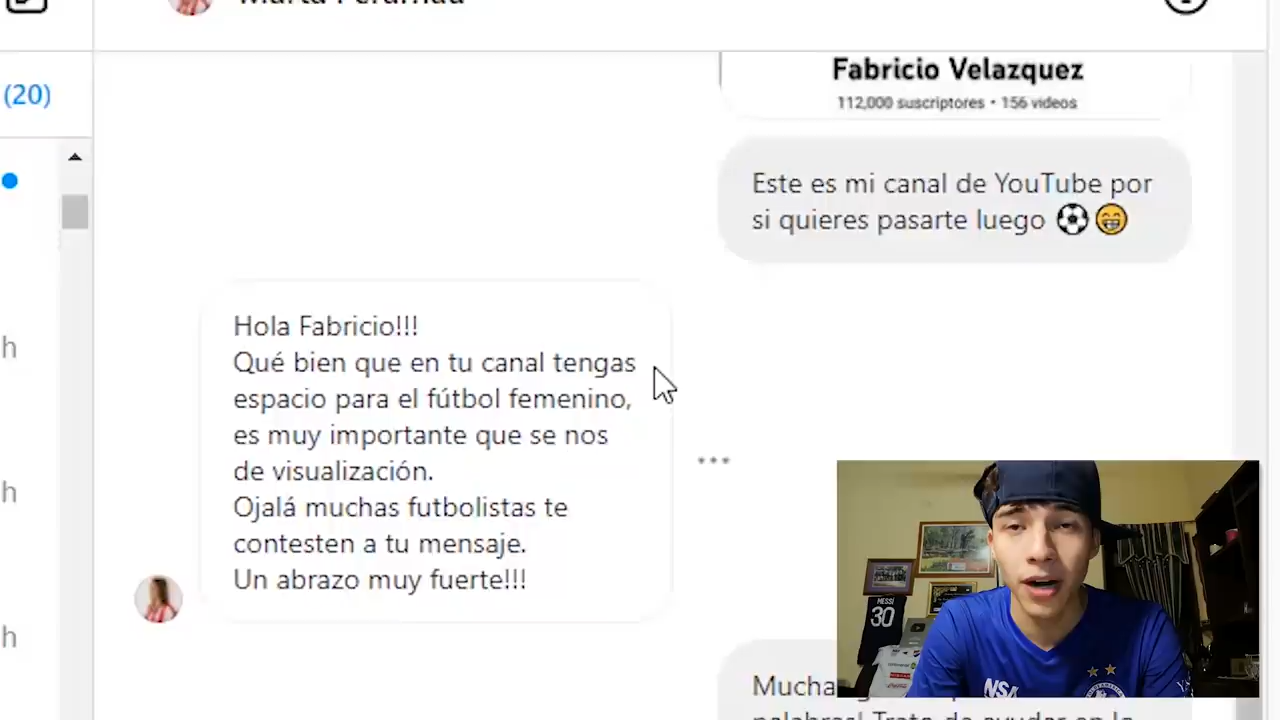 (20)
Fabricio Velazquez
112,000 suscriptores • 156 videos
Este es mi canal de YouTube por
si quieres pasarte luego ⚽😁
h
Hola Fabricio!!!
Qué bien que en tu canal tengas
espacio para el fútbol femenino,
es muy importante que se nos
de visualización.
Ojalá muchas futbolistas te
contesten a tu mensaje.
Un abrazo muy fuerte!!!
h
h
MESSI
30